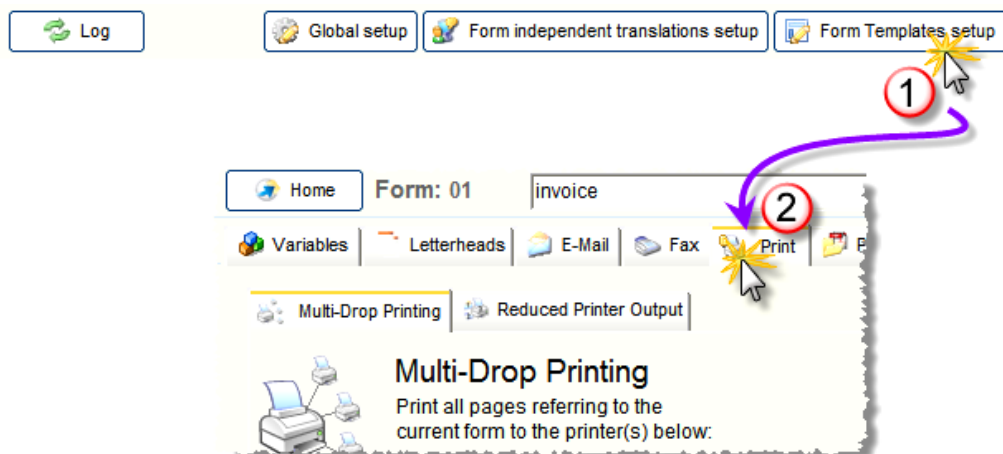 Log Global setup Form independent translations setup Form Templates setup
1
Home Form: 01 invoice
2
Variables Letterheads E-Mail Fax Print
Multi-Drop Printing Reduced Printer Output
Multi-Drop Printing
Print all pages referring to the
current form to the printer(s) below: